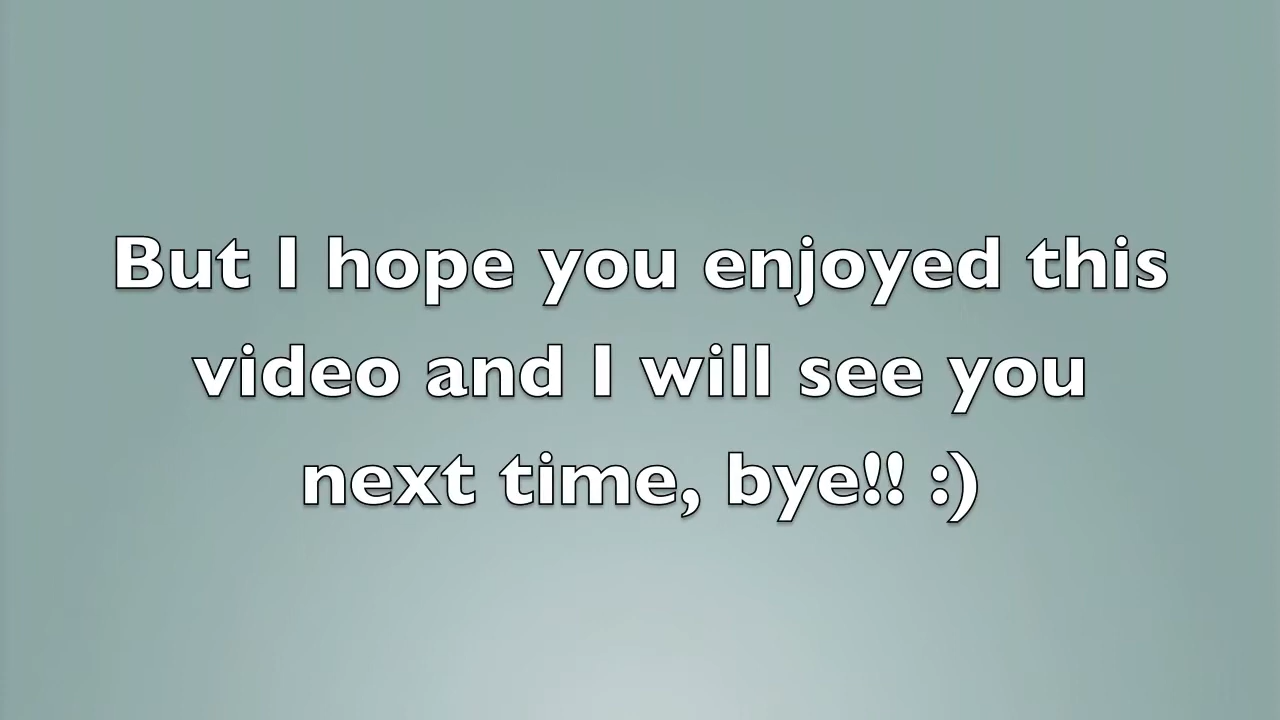 But I hope you enjoyed this
video and I will see you
next time, bye!! :)